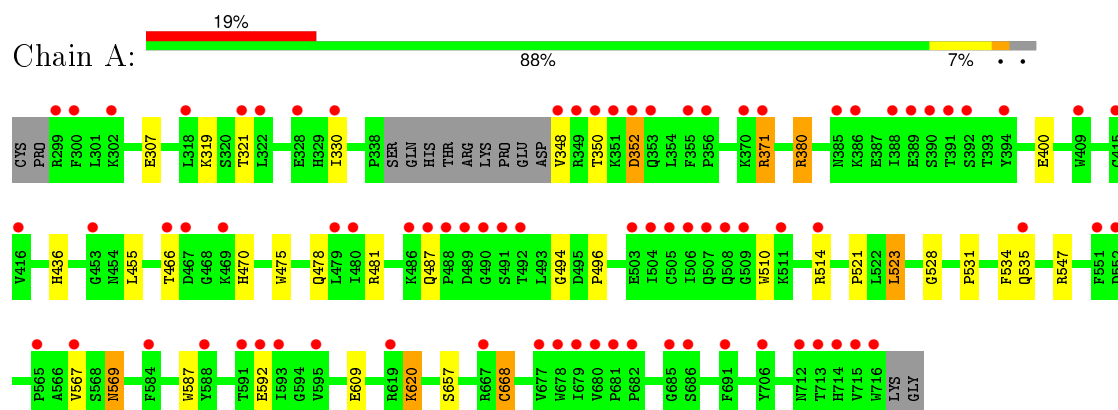 19%
Chain A:
88%
7%
CYS PRO R299 F300 L301 K302 E307 L318 K319 S320 T321 L322 E328 H329 I330 P338 SER GLN HIS THR ARG LYS PRO GLU ASP V348 R349 T350 K351 D352 Q353 L354 F355 P356 K370 R371 R380 N385 K386 E387 I388 E389 S390 T391 S392 T393 Y394 E400 W409
V416 H436 G453 N454 L455 T466 D467 G468 K469 H470 W475 Q478 L479 I480 R481 K486 Q487 P488 D489 G490 S491 T492 L493 G494 D495 P496 E503 I504 C505 I506 Q507 Q508 G509 W510 K511 R514 P521 L522 L523 G528 P531 F534 Q535 R547 F551
P565 A566 V567 S568 N569 F584 W587 Y588 T591 E592 I593 G594 V595 E609 R619 K620 S657 R667 C668 V677 W678 I679 V680 P681 P682 G685 S686 F691 Y706 N712 T713 H714 V715 W716 LYS GLY